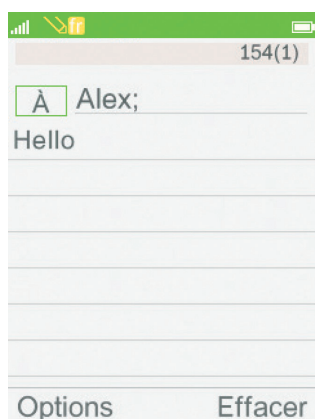 fr
154(1)
À Alex;
Hello
Options Effacer